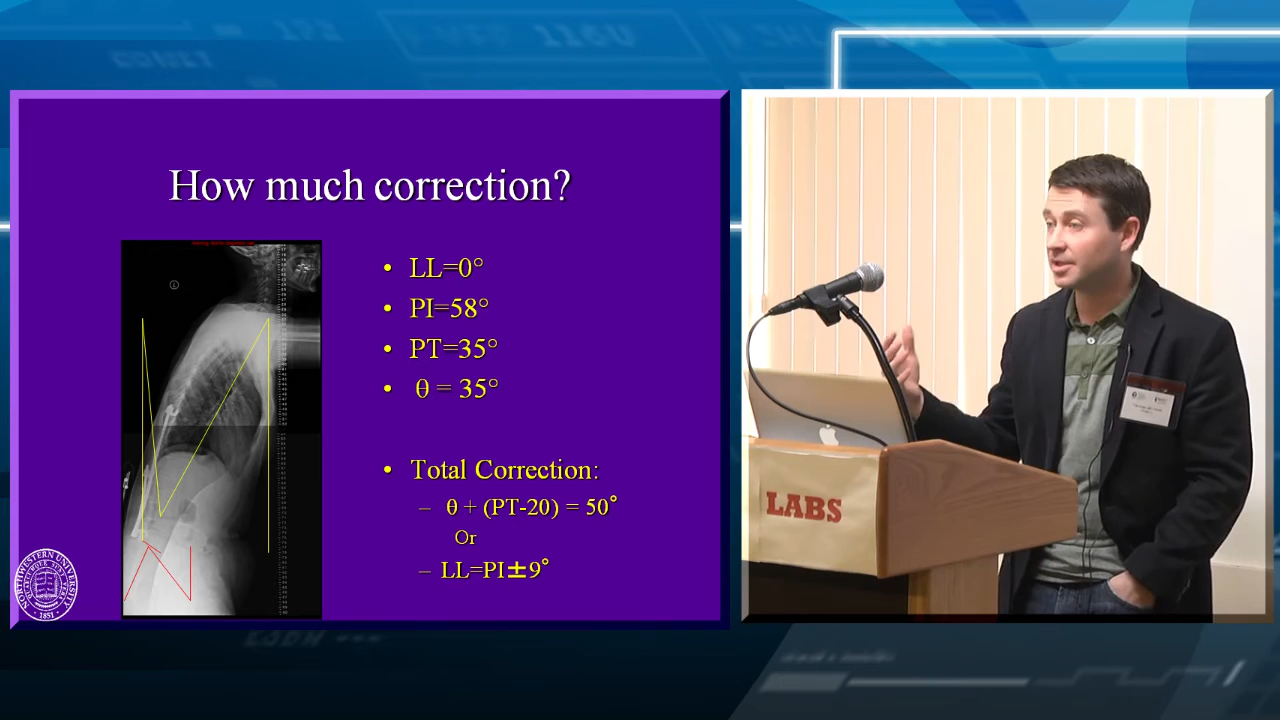 How much correction?
• LL=0°
• PI=58°
• PT=35°
• θ = 35°
• Total Correction:
– θ + (PT-20) = 50°
Or
– LL=PI±9°
LABS